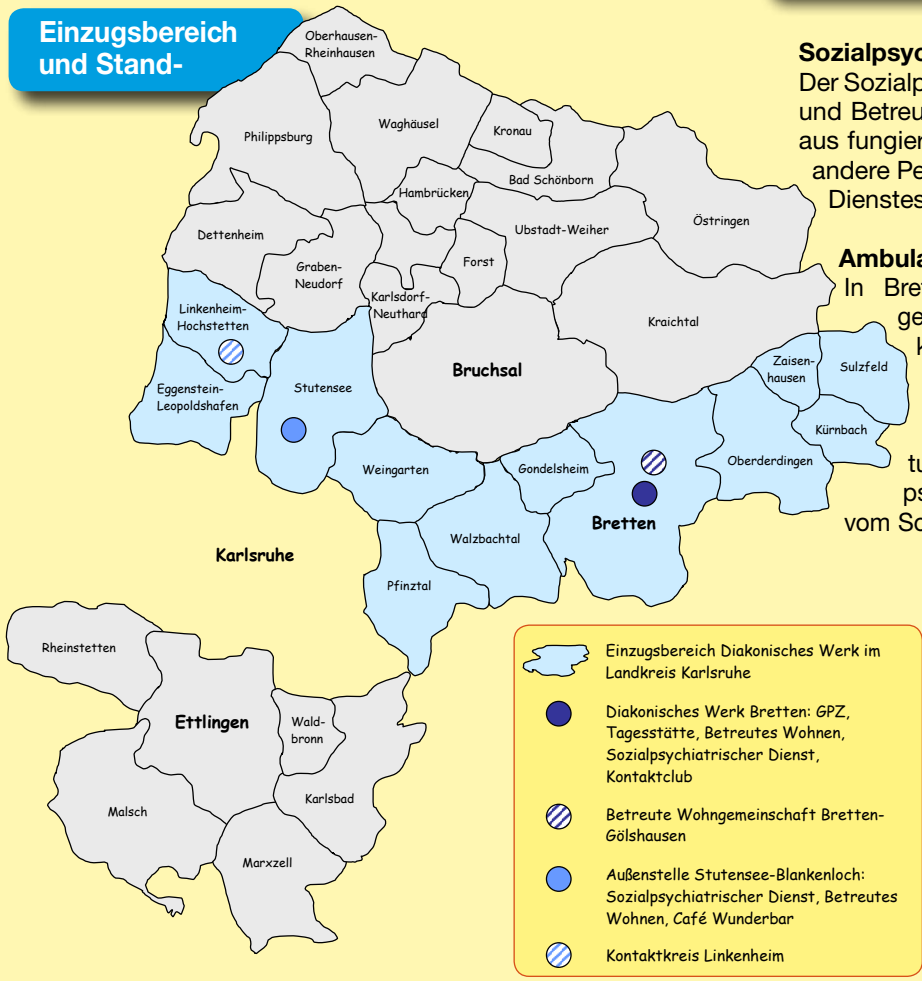 Einzugsbereich
und Stand-
Oberhausen-
Rheinhausen
Philippsburg
Waghäusel
Kronau
Bad Schönborn
Hambrücken
Östringen
Ubstadt-Weiher
Dettenheim
Forst
Graben-
Neudorf
Karlsdorf-
Neuthard
Linkenheim-
Hochstetten
Kraichtal
Bruchsal
Zaisen-
hausen
Sulzfeld
Eggenstein-
Leopoldshafen
Stutensee
Kürnbach
Weingarten
Gondelsheim
Oberderdingen
Bretten
Walzbachtal
Karlsruhe
Pfinztal
Rheinstetten
Ettlingen
Wald-
bronn
Karlsbad
Malsch
Marxzell
Einzugsbereich Diakonisches Werk im
Landkreis Karlsruhe
Diakonisches Werk Bretten: GPZ,
Tagesstätte, Betreutes Wohnen,
Sozialpsychiatrischer Dienst,
Kontaktclub
Betreute Wohngemeinschaft Bretten-
Gölshausen
Außenstelle Stutensee-Blankenloch:
Sozialpsychiatrischer Dienst, Betreutes
Wohnen, Café Wunderbar
Kontaktkreis Linkenheim
Sozialpsyc
Der Sozialp
und Betreu
aus fungier
andere Pe
Dienstes
Ambula
In Bret
ge
k
tu
ps
vom So